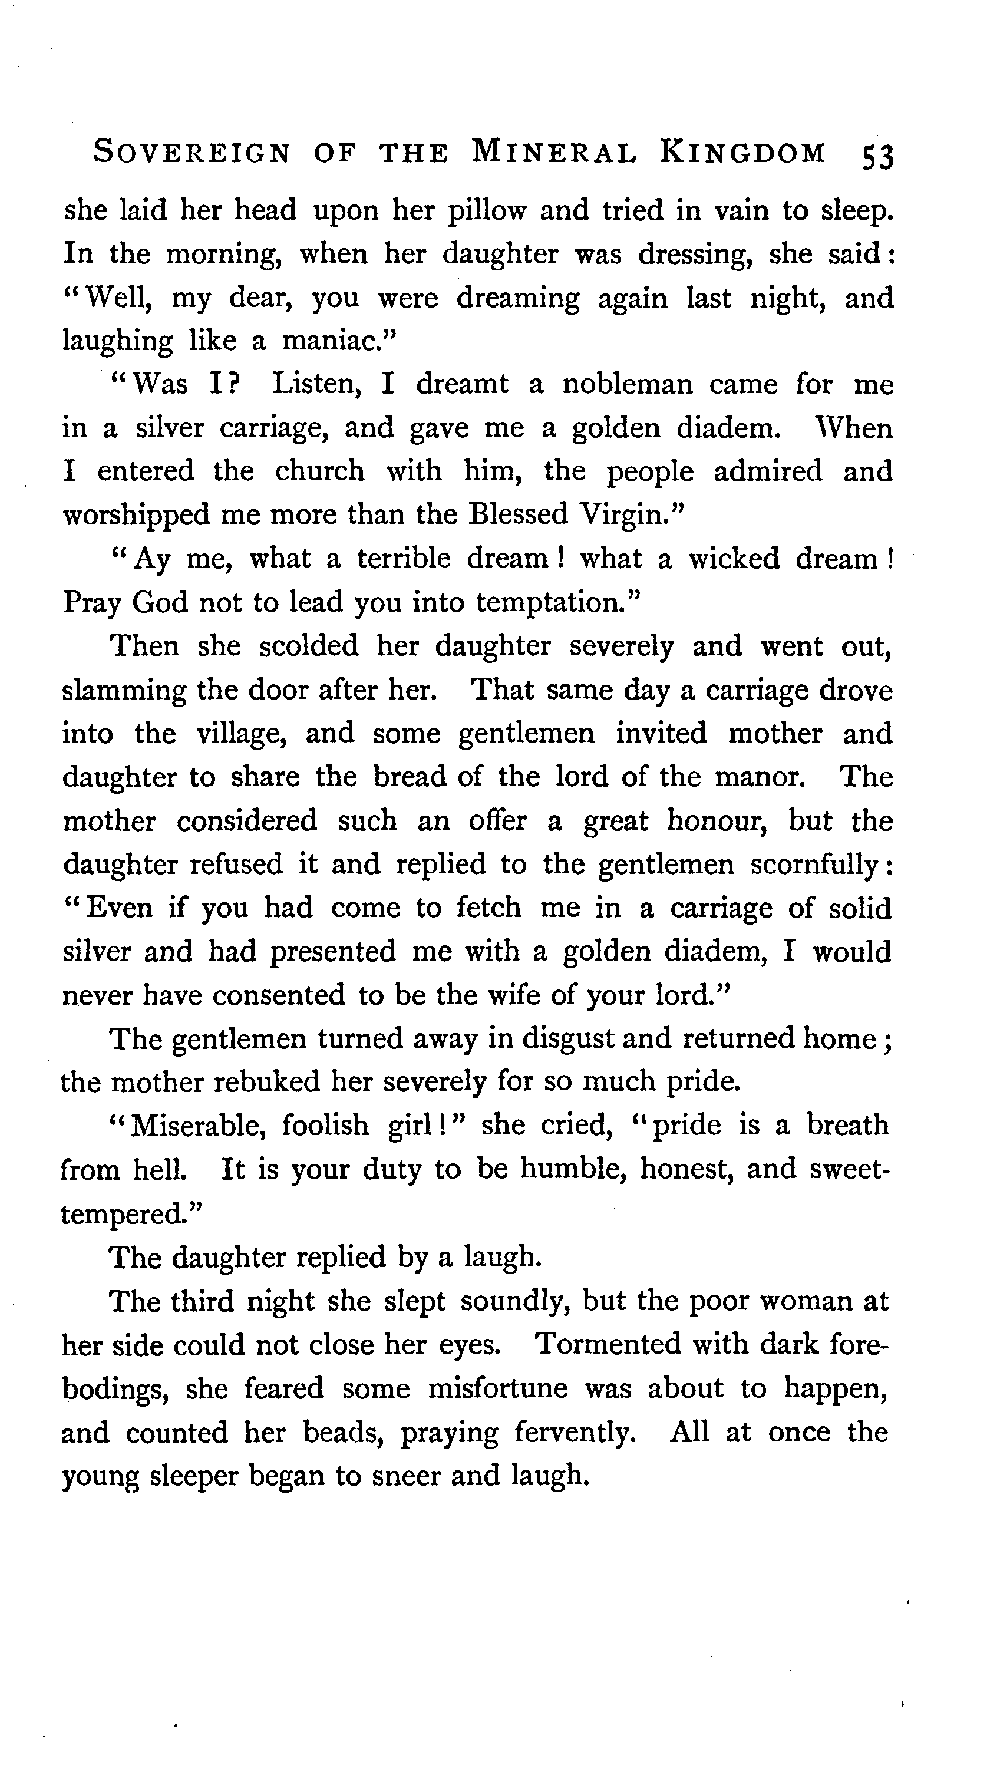 SOVEREIGN OF THE MINERAL KINGDOM 53
she laid her head upon her pillow and tried in vain to sleep.
In the morning, when her daughter was dressing, she said:
"Well, my dear, you were dreaming again last night, and
laughing like a maniac."
"Was I? Listen, I dreamt a nobleman came for me
in a silver carriage, and gave me a golden diadem. When
I entered the church with him, the people admired and
worshipped me more than the Blessed Virgin."
"Ay me, what a terrible dream! what a wicked dream!
Pray God not to lead you into temptation."
Then she scolded her daughter severely and went out,
slamming the door after her. That same day a carriage drove
into the village, and some gentlemen invited mother and
daughter to share the bread of the lord of the manor. The
mother considered such an offer a great honour, but the
daughter refused it and replied to the gentlemen scornfully:
"Even if you had come to fetch me in a carriage of solid
silver and had presented me with a golden diadem, I would
never have consented to be the wife of your lord."
The gentlemen turned away in disgust and returned home;
the mother rebuked her severely for so much pride.
"Miserable, foolish girl!" she cried, "pride is a breath
from hell. It is your duty to be humble, honest, and sweet-
tempered."
The daughter replied by a laugh.
The third night she slept soundly, but the poor woman at
her side could not close her eyes. Tormented with dark fore-
bodings, she feared some misfortune was about to happen,
and counted her beads, praying fervently. All at once the
young sleeper began to sneer and laugh.